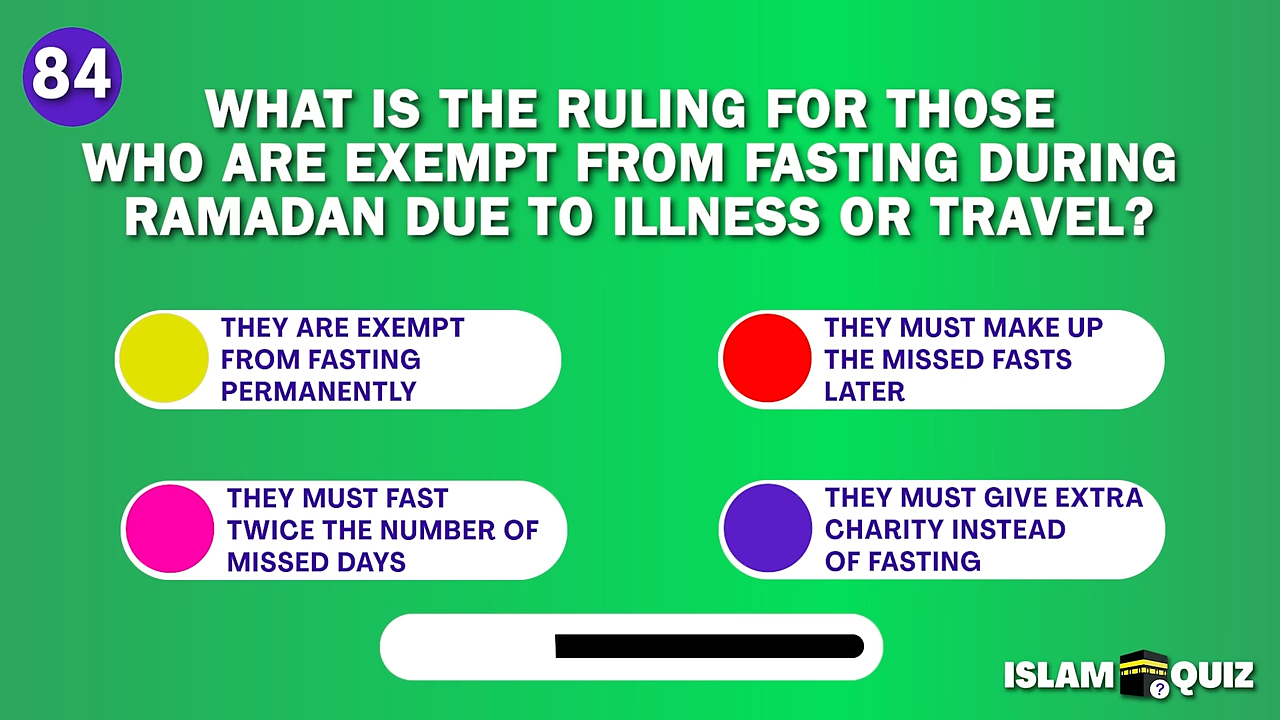 84
WHAT IS THE RULING FOR THOSE
WHO ARE EXEMPT FROM FASTING DURING
RAMADAN DUE TO ILLNESS OR TRAVEL?
THEY ARE EXEMPT
FROM FASTING
PERMANENTLY
THEY MUST MAKE UP
THE MISSED FASTS
LATER
THEY MUST FAST
TWICE THE NUMBER OF
MISSED DAYS
THEY MUST GIVE EXTRA
CHARITY INSTEAD
OF FASTING
ISLAM ? QUIZ